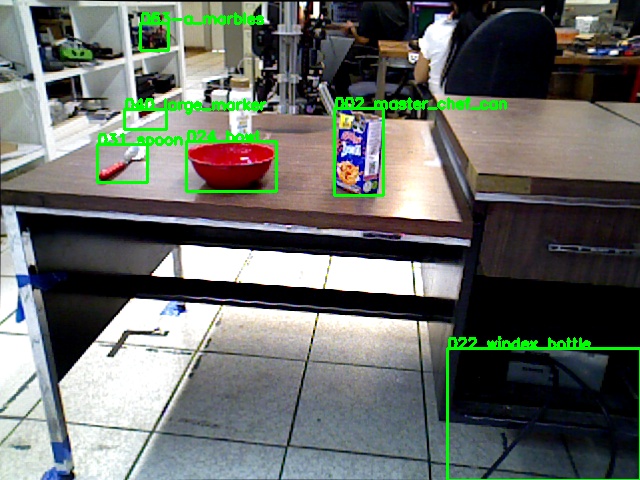 063-a_marbles
040_large_marker
002_master_chef_can
031_spoon
024_bowl
022_windex_bottle